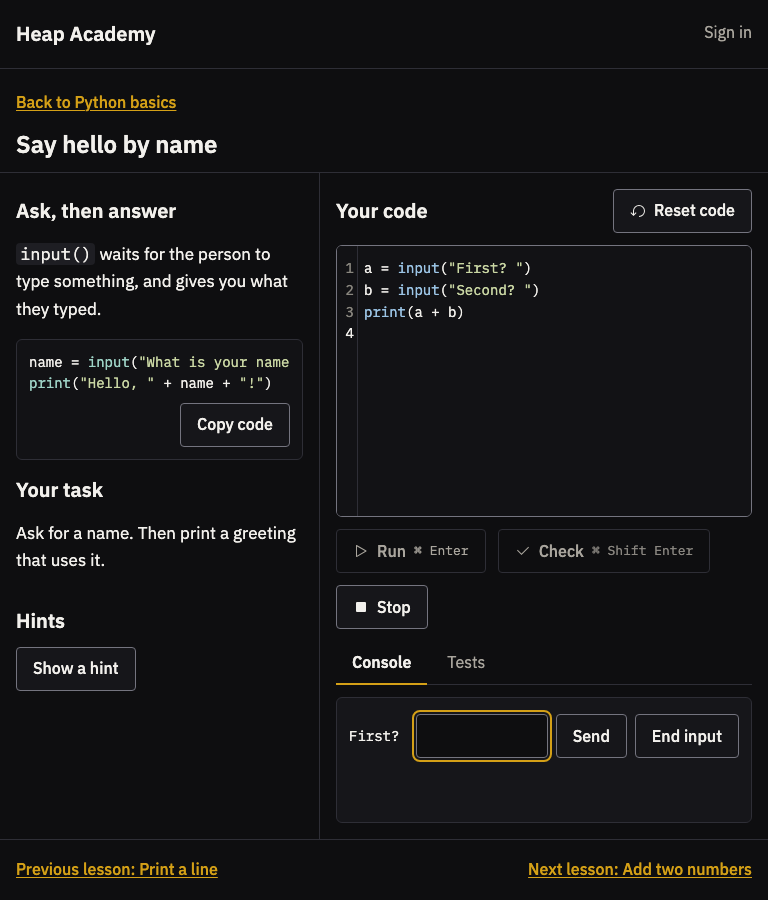 Heap Academy
Sign in
Back to Python basics
Say hello by name
Ask, then answer
input() waits for the person to
type something, and gives you what
they typed.
name = input("What is your name
print("Hello, " + name + "!")
Copy code
Your task
Ask for a name. Then print a greeting
that uses it.
Hints
Show a hint
Your code
Reset code
1 a = input("First? ")
2 b = input("Second? ")
3 print(a + b)
4
Run ⌘ Enter
Check ⌘ Shift Enter
Stop
Console
Tests
First?
Send
End input
Previous lesson: Print a line
Next lesson: Add two numbers